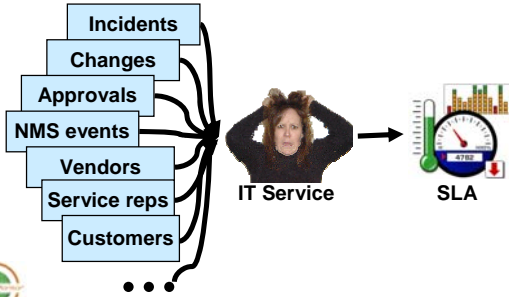 Incidents
Changes
Approvals
NMS events
Vendors
Service reps
Customers
IT Service
SLA
4782